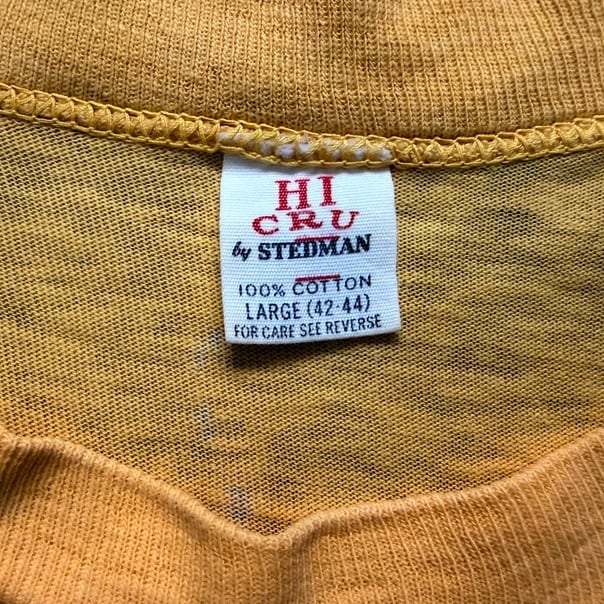 HI
CRU
by STEDMAN
100% COTTON
LARGE (42-44)
FOR CARE SEE REVERSE